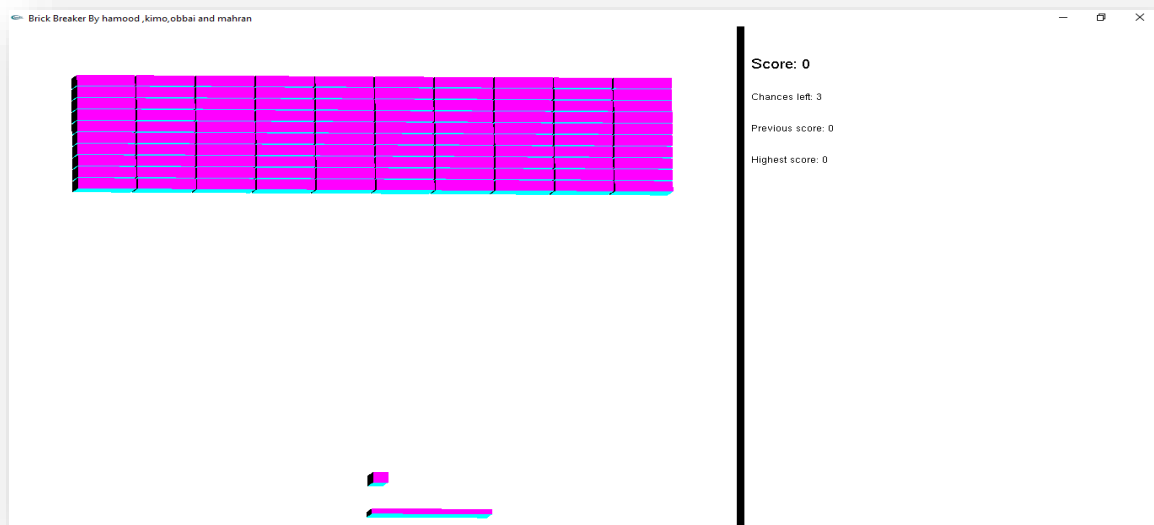 Brick Breaker By hamood ,kimo,obbai and mahran
Score: 0
Chances left: 3
Previous score: 0
Highest score: 0